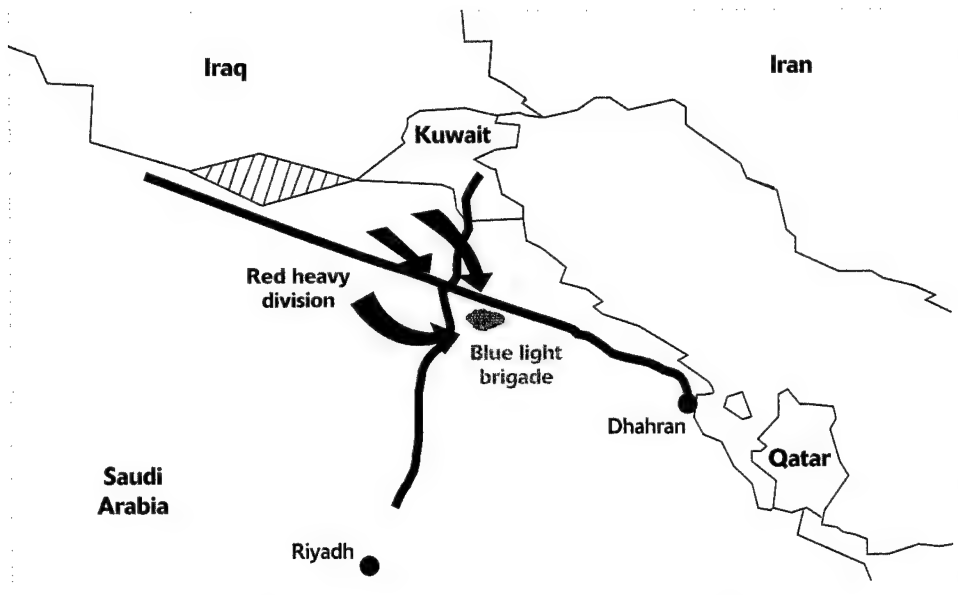 Iraq
Iran
Kuwait
Red heavy
division
Blue light
brigade
Dhahran
Qatar
Saudi
Arabia
Riyadh